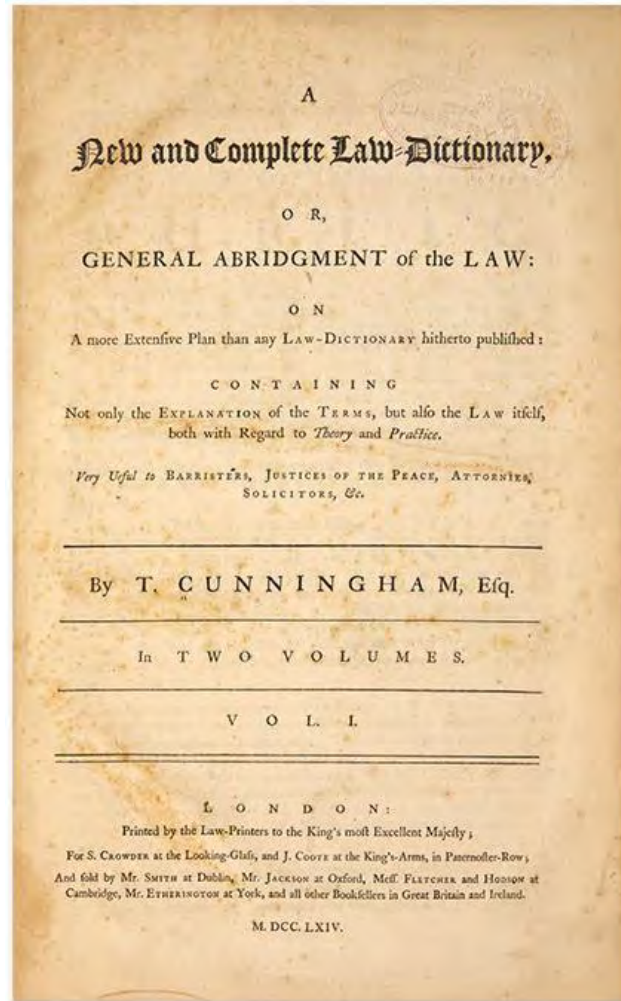 A
New and Complete Law-Dictionary,
OR,
GENERAL ABRIDGMENT of the LAW:
ON
A more Extenſive Plan than any LAW-DICTIONARY hitherto publiſhed:
CONTAINING
Not only the EXPLANATION of the TERMS, but alſo the LAW itſelf,
both with Regard to Theory and Practice.
Very Uſeful to BARRISTERS, JUSTICES OF THE PEACE, ATTORNIES,
SOLICITORS, &c.
By T. CUNNINGHAM, Eſq.
In TWO VOLUMES.
VOL. I.
LONDON:
Printed by the Law-Printers to the King's moſt Excellent Majeſty;
For S. CROWDER at the Looking-Glaſs, and J. COOTE at the King's-Arms, in Paternoſter-Row;
And ſold by Mr. SMITH at Dublin, Mr. JACKSON at Oxford, Meſſ. FLETCHER and HODSON at
Cambridge, Mr. ETHERINGTON at York, and all other Bookſellers in Great Britain and Ireland.
M. DCC. LXIV.